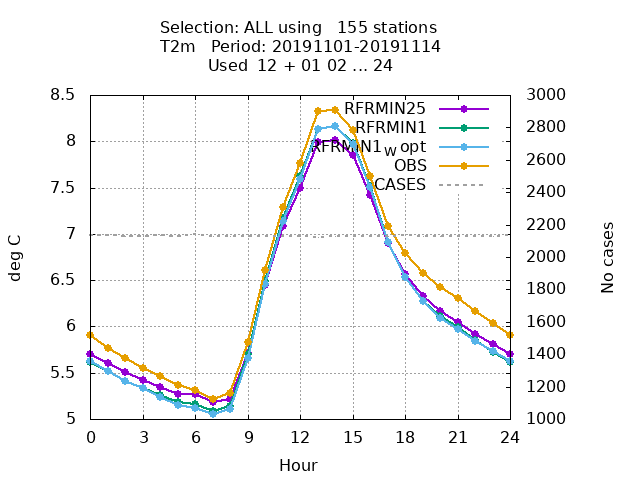 Selection: ALL using   155 stations
T2m   Period: 20191101-20191114
Used  12 + 01 02 ... 24
8.5 3000
RFRMIN25
RFRMIN1 2800
8
RFRMIN1w opt
2600
OBS
7.5 CASES 2400
2200
7
2000
6.5
1800
6 1600
1400
5.5
1200
5 1000
0 3 6 9 12 15 18 21 24
Hour
deg C
No cases